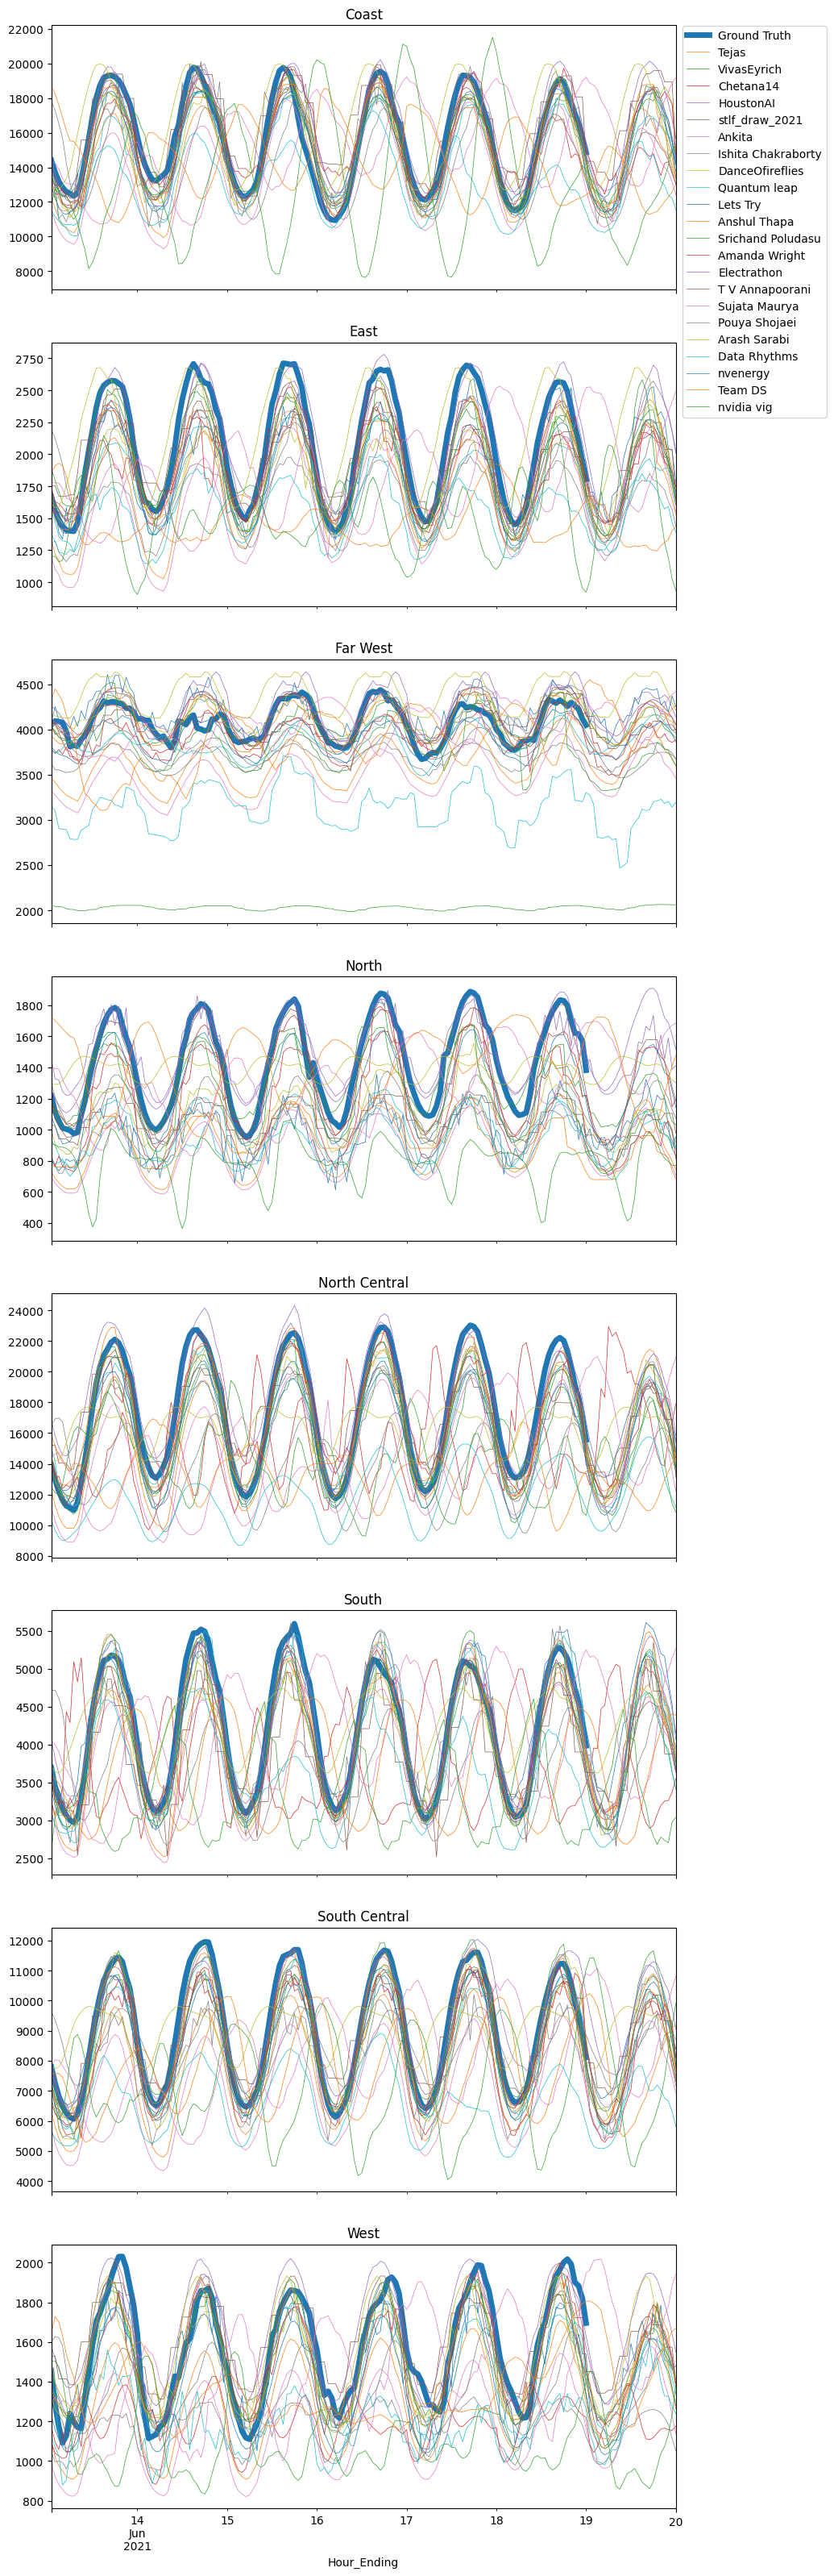 Coast
22000
20000
18000
16000
14000
12000
10000
8000
Ground Truth
Tejas
VivasEyrich
Chetana14
HoustonAI
stlf_draw_2021
Ankita
Ishita Chakraborty
DanceOfireflies
Quantum leap
Lets Try
Anshul Thapa
Srichand Poludasu
Amanda Wright
Electrathon
T V Annapoorani
Sujata Maurya
Pouya Shojaei
Arash Sarabi
Data Rhythms
nvenergy
Team DS
nvidia vig
East
2750
2500
2250
2000
1750
1500
1250
1000
Far West
4500
4000
3500
3000
2500
2000
North
1800
1600
1400
1200
1000
800
600
400
North Central
24000
22000
20000
18000
16000
14000
12000
10000
8000
South
5500
5000
4500
4000
3500
3000
2500
South Central
12000
11000
10000
9000
8000
7000
6000
5000
4000
West
2000
1800
1600
1400
1200
1000
800
14 15 16 17 18 19 20
Jun
2021
Hour_Ending